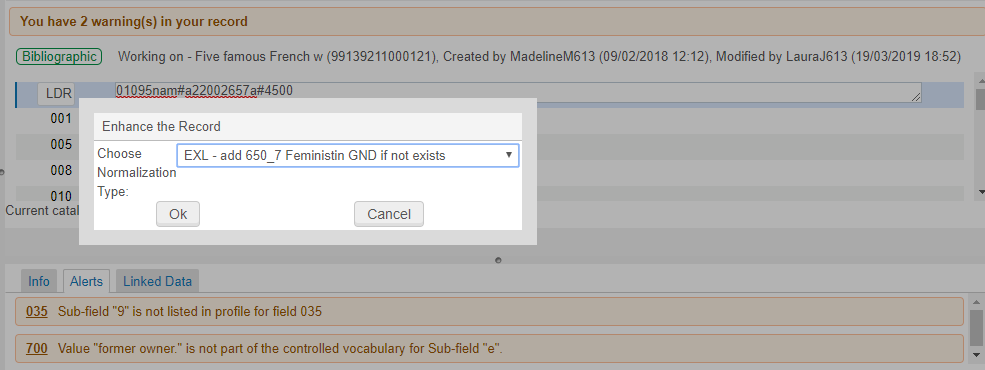 You have 2 warning(s) in your record
Bibliographic Working on - Five famous French w (99139211000121), Created by MadelineM613 (09/02/2018 12:12), Modified by LauraJ613 (19/03/2019 18:52)
LDR 01095nam#a22002657a#4500
001
005
008
010
Enhance the Record
Choose Normalization Type: EXL - add 650_7 Feministin GND if not exists
Ok Cancel
Current catal
Info Alerts Linked Data
035 Sub-field "9" is not listed in profile for field 035
700 Value "former owner." is not part of the controlled vocabulary for Sub-field "e".